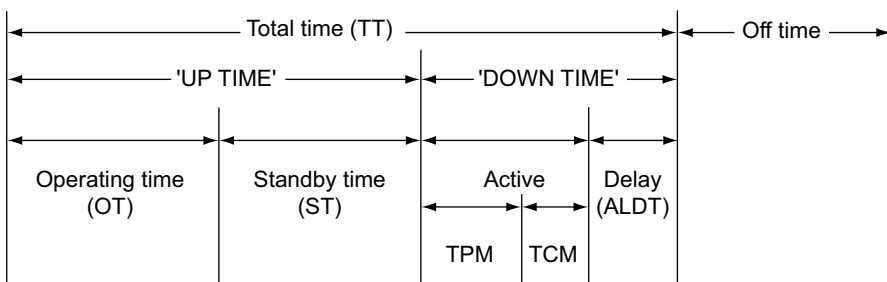 Total time (TT) Off time
'UP TIME' 'DOWN TIME'
Operating time Standby time Active Delay
(OT) (ST) (ALDT)
TPM TCM